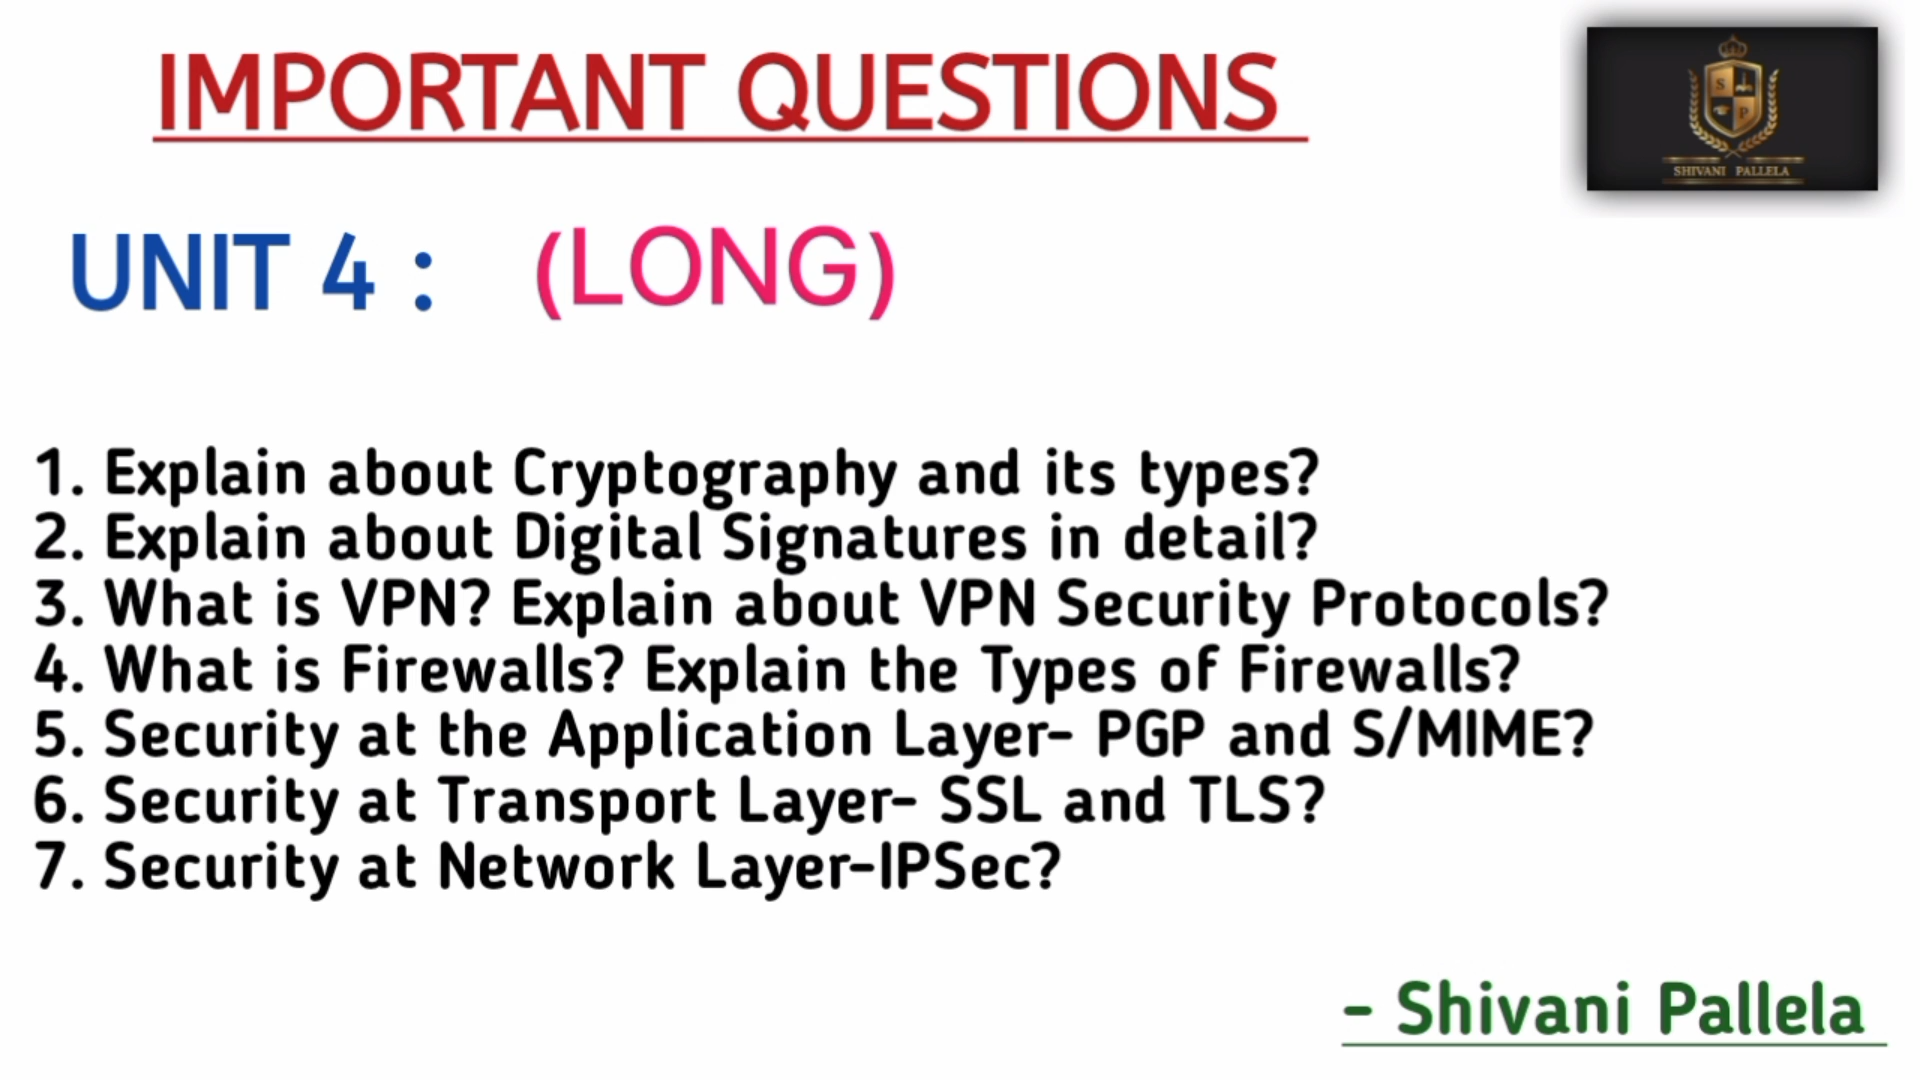 IMPORTANT QUESTIONS
S
P
SHIVANI PALLELA
UNIT 4 : (LONG)
1. Explain about Cryptography and its types?
2. Explain about Digital Signatures in detail?
3. What is VPN? Explain about VPN Security Protocols?
4. What is Firewalls? Explain the Types of Firewalls?
5. Security at the Application Layer- PGP and S/MIME?
6. Security at Transport Layer- SSL and TLS?
7. Security at Network Layer-IPSec?
- Shivani Pallela